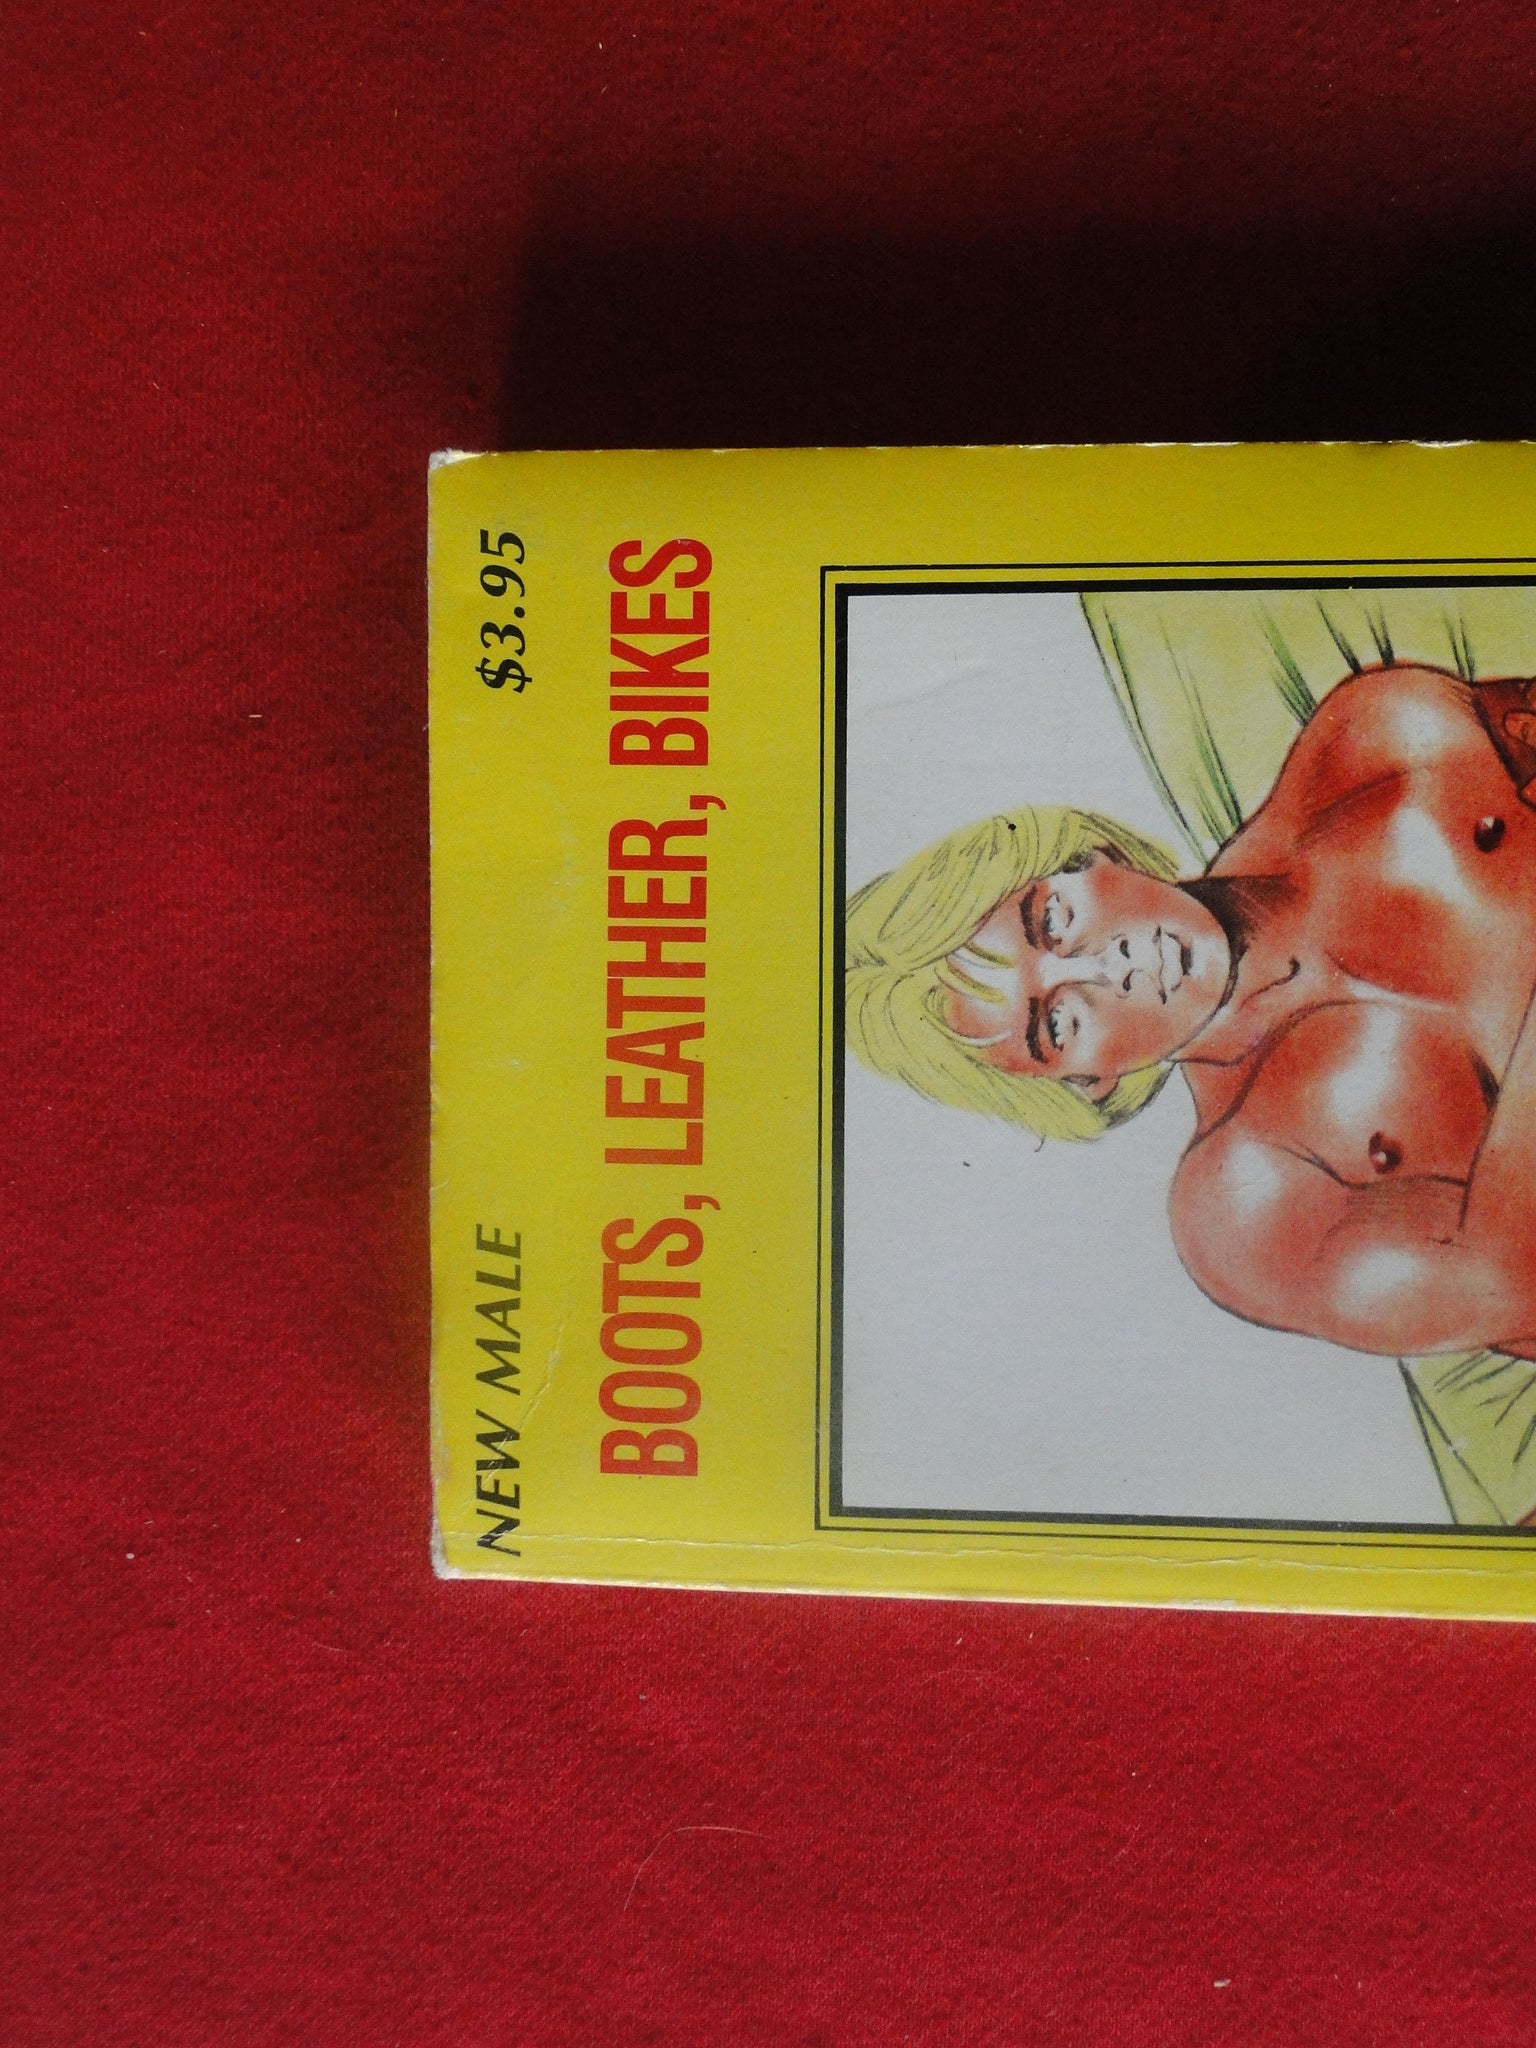 NEW MALE $3.95
BOOTS, LEATHER, BIKES